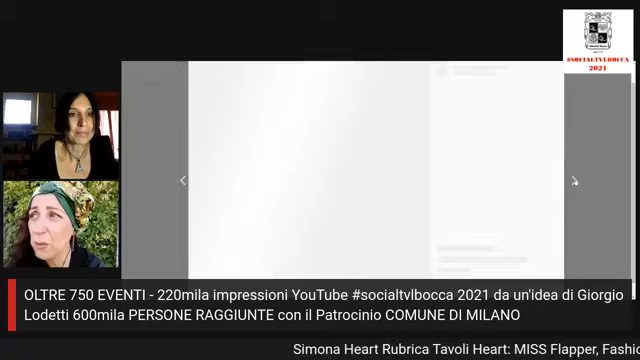 #SOCIALTVLBOCCA
2021
OLTRE 750 EVENTI - 220mila impressioni YouTube #socialtvlbocca 2021 da un'idea di Giorgio
Lodetti 600mila PERSONE RAGGIUNTE con il Patrocinio COMUNE DI MILANO
Simona Heart Rubrica Tavoli Heart: MISS Flapper, Fashio